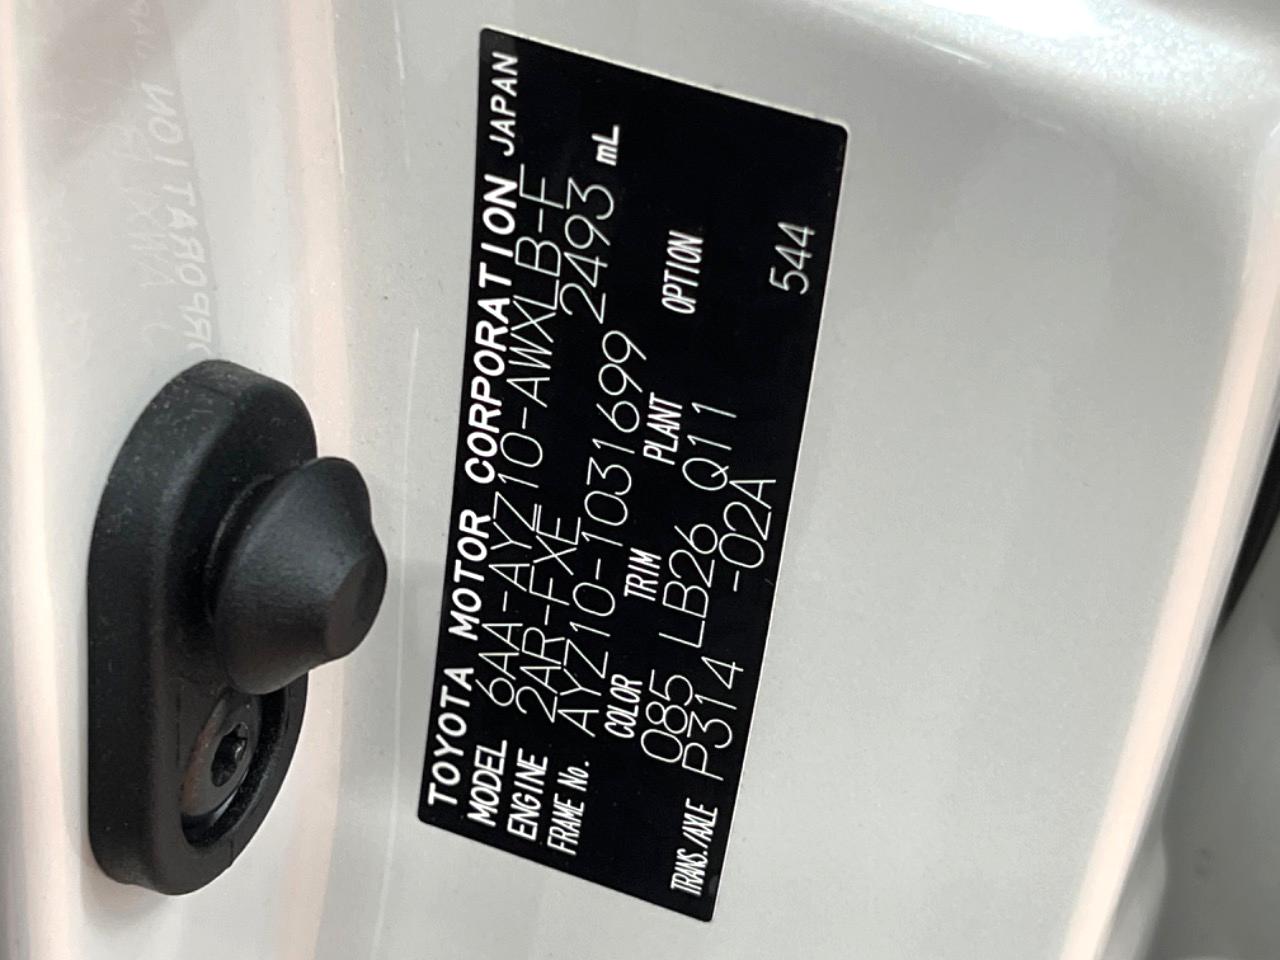 TOYOTA MOTOR CORPORATION JAPAN
MODEL 6AA-AYZ10-AWXLB-F
ENGINE 2AR-FXE 2493 mL
FRAME No. AYZ10-1031699
COLOR TRIM PLANT OPTION
085 LB26 Q11
TRANS./AXLE P314 -02A
544